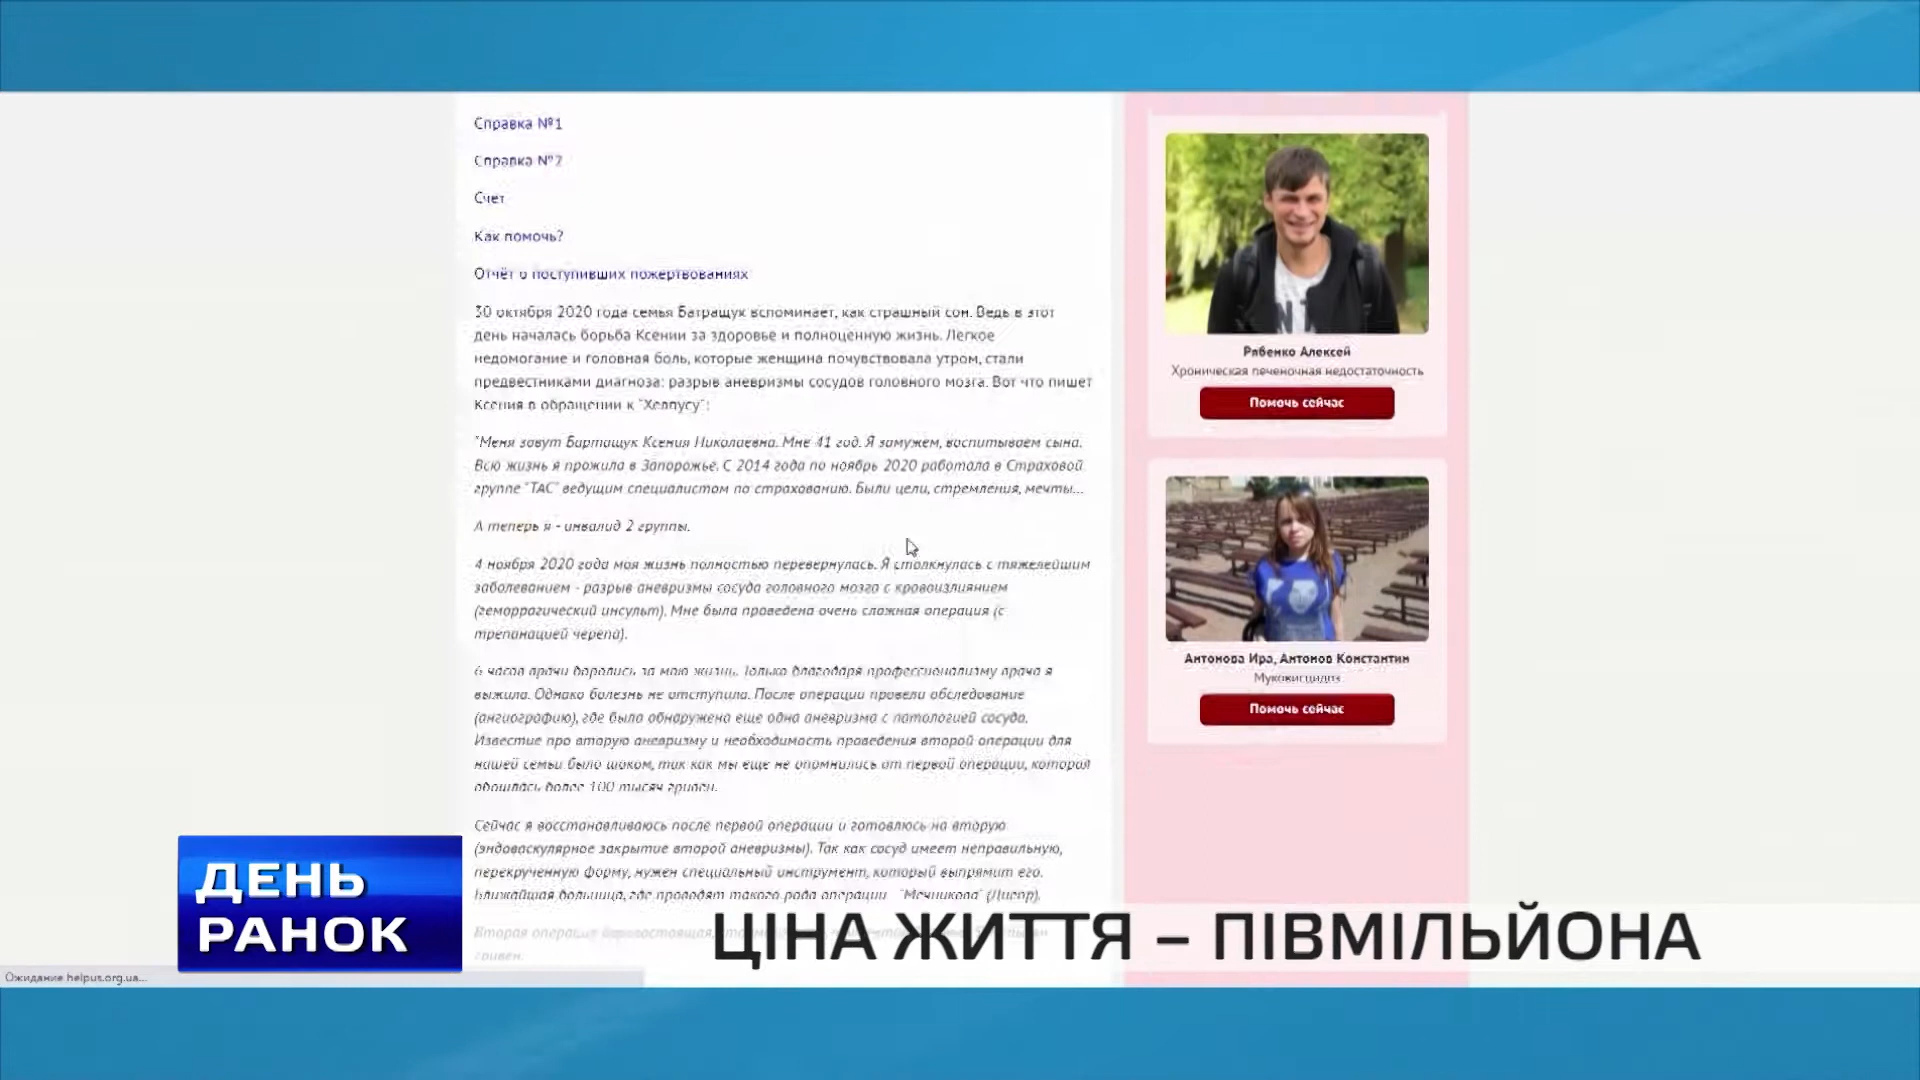 Справка №1
Справка №2
Счет
Как помочь?
Отчёт о поступивших пожертвованиях
30 октября 2020 года семья Батращук вспоминает, как страшный сон. Ведь в этот
день началась борьба Ксении за здоровье и полноценную жизнь. Легкое
недомогание и головная боль, которые женщина почувствовала утром, стали
предвестниками диагноза: разрыв аневризмы сосудов головного мозга. Вот что пишет
Ксения в обращении к "Хелпусу":
"Меня зовут Барташук Ксения Николаевна. Мне 41 год. Я замужем, воспитываем сына.
Всю жизнь я прожила в Запорожье. С 2014 года по ноябрь 2020 работала в Страховой
группе "ТАС" ведущим специалистом по страхованию. Были цели, стремления, мечты...
А теперь я - инвалид 2 группы.
4 ноября 2020 года моя жизнь полностью перевернулась. Я столкнулась с тяжелейшим
заболеванием - разрыв аневризмы сосуда головного мозга с кровоизлиянием
(геморрагический инсульт). Мне была проведена очень сложная операция (с
трепанацией черепа).
6 часов врачи боролись за мою жизнь. Только благодаря профессионализму врача я
выжила. Однако болезнь не отступила. После операции провели обследование
(ангиографию), где была обнаружена еще одна аневризма с патологией сосуда.
Известие про вторую аневризму и необходимость проведения второй операции для
нашей семьи было шоком, так как мы еще не опомнились от первой операции, которая
обошлась более 100 тысяч гривен.
Сейчас я восстанавливаюсь после первой операции и готовлюсь на вторую
(эндоваскулярное закрытие второй аневризмы). Так как сосуд имеет неправильную,
перекрученную форму, нужен специальный инструмент, который выпрямит его.
Ближайшая больница, где проводят такого рода операции "Мечникова" (Днепр).
Вторая операция дорогостоящая,
гривен.
Рябенко Алексей
Хроническая печеночная недостаточность
Помочь сейчас
Антонова Ира, Антонов Константин
Муковисцидоз
Помочь сейчас
ДЕНЬ
РАНОК
ЦІНА ЖИТТЯ – ПІВМІЛЬЙОНА
Ожидание helpus.org.ua...